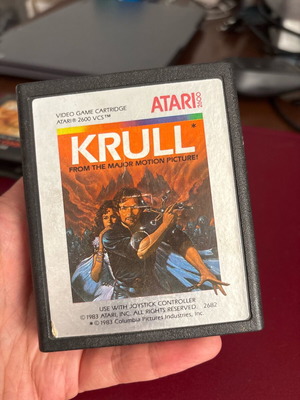 VIDEO GAME CARTRIDGE
ATARI® 2600 VCS™
ATARI 2600
KRULL*
FROM THE MAJOR MOTION PICTURE!
USE WITH JOYSTICK CONTROLLER
© 1983 ATARI, INC. ALL RIGHTS RESERVED. 2682
* © 1983 Columbia Pictures Industries, Inc.